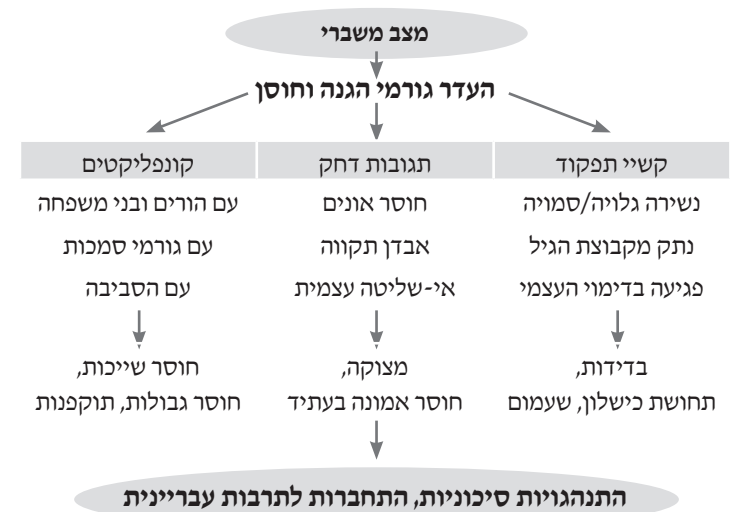 מצב משברי
העדר גורמי הגנה וחוסן
קשיי תפקוד
נשירה גלויה/סמויה
נתק מקבוצת הגיל
פגיעה בדימוי העצמי
בדידות,
תחושת כישלון, שעמום
תגובות דחק
חוסר אונים
אבדן תקווה
אי-שליטה עצמית
מצוקה,
חוסר אמונה בעתיד
קונפליקטים
עם הורים ובני משפחה
עם גורמי סמכות
עם הסביבה
חוסר שייכות,
חוסר גבולות, תוקפנות
התנהגויות סיכוניות, התחברות לתרבות עבריינית